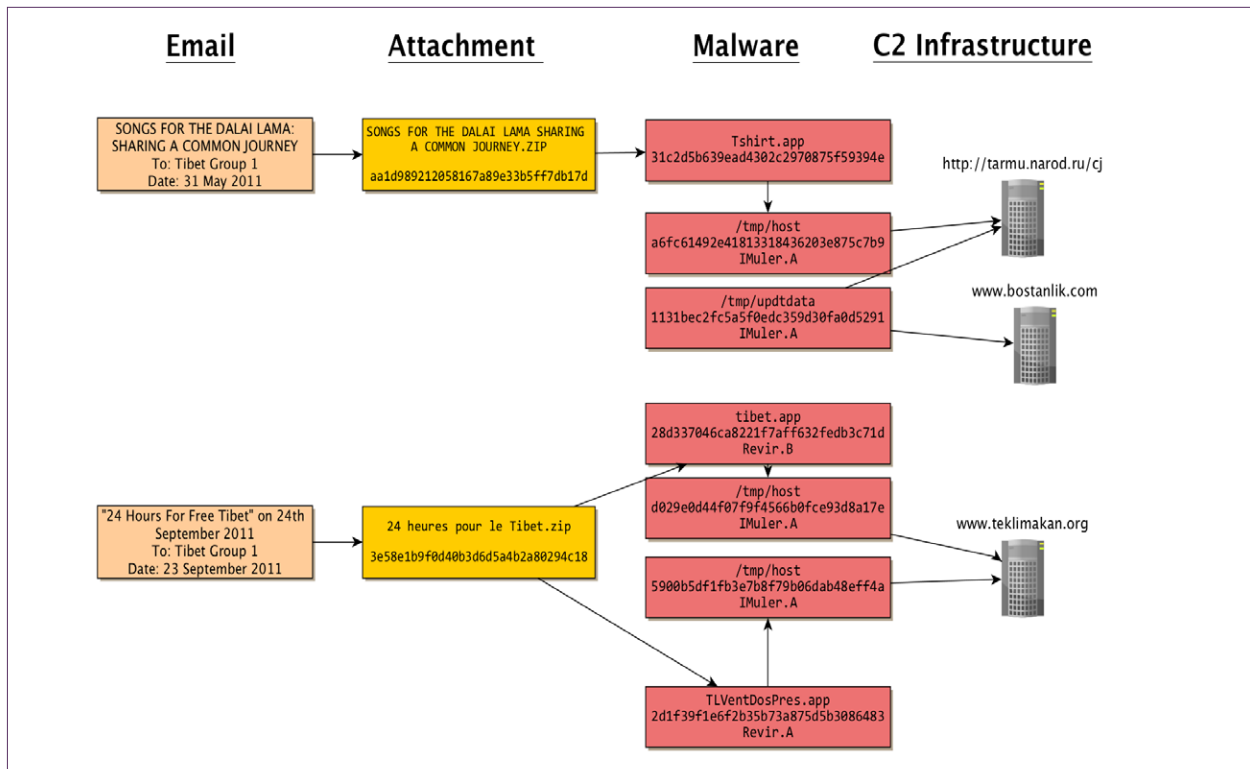 Email
Attachment
Malware
C2 Infrastructure
SONGS FOR THE DALAI LAMA:
SHARING A COMMON JOURNEY
To: Tibet Group 1
Date: 31 May 2011
SONGS FOR THE DALAI LAMA SHARING
A COMMON JOURNEY.ZIP
aa1d989212058167a89e33b5ff7db17d
Tshirt.app
31c2d5b639ead4302c2970875f59394e
/tmp/host
a6fc61492e41813318436203e875c7b9
IMuler.A
/tmp/updtdata
1131bec2fc5a5f0edc359d30fa0d5291
IMuler.A
http://tarmu.narod.ru/cj
www.bostanlik.com
"24 Hours For Free Tibet" on 24th
September 2011
To: Tibet Group 1
Date: 23 September 2011
24 heures pour le Tibet.zip
3e58e1b9f0d40b3d6d5a4b2a80294c18
tibet.app
28d337046ca8221f7aff632fedb3c71d
Revir.B
/tmp/host
d029e0d44f07f9f4566b0fce93d8a17e
IMuler.A
/tmp/host
5900b5df1fb3e7b8f79b06dab48eff4a
IMuler.A
TLVentDosPres.app
2d1f39f1e6f2b35b73a875d5b3086483
Revir.A
www.teklimakan.org